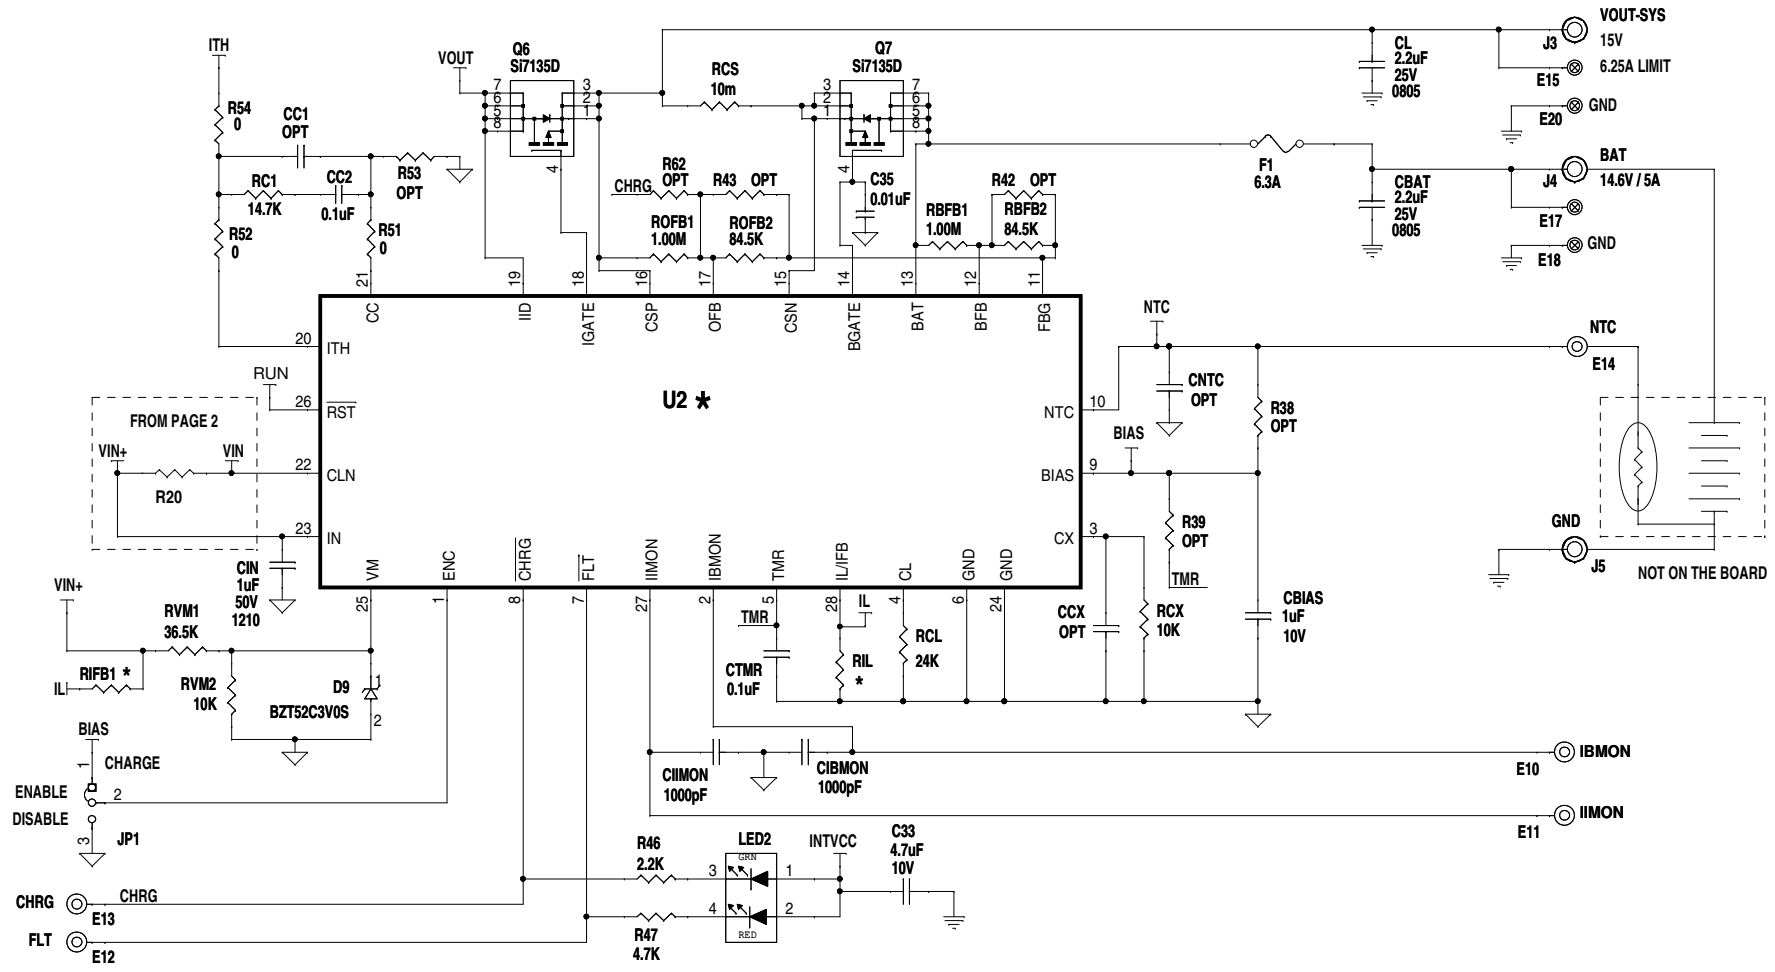 VOUT-SYS
J3
15V
E15
6.25A LIMIT
CL
2.2uF
25V
0805
GND
E20
BAT
J4
14.6V / 5A
E17
GND
E18
F1
6.3A
CBAT
2.2uF
25V
0805
ITH
R54
0
CC1
OPT
RC1
14.7K
CC2
0.1uF
R53
OPT
R52
0
R51
0
VOUT
Q6
Si7135D
7
6
5
8
3
2
1
4
RCS
10m
Q7
Si7135D
3
2
1
7
6
5
8
4
C35
0.01uF
CHRG
R62
OPT
R43
OPT
ROFB1
1.00M
ROFB2
84.5K
R42
OPT
RBFB1
1.00M
RBFB2
84.5K
21
19
18
16
17
15
14
13
12
11
CC
IID
IGATE
CSP
OFB
CSN
BGATE
BAT
BFB
FBG
U2 *
20
ITH
RUN
26
RST
22
CLN
23
IN
FROM PAGE 2
VIN+
VIN
R20
CIN
1uF
50V
1210
NTC
10
BIAS
9
CX
3
NTC
CNTC
OPT
R38
OPT
BIAS
R39
OPT
TMR
CCX
OPT
RCX
10K
CBIAS
1uF
10V
NTC
E14
GND
J5
NOT ON THE BOARD
VM
ENC
CHRG
FLT
IIMON
IBMON
TMR
IL/IFB
CL
GND
GND
25
1
8
7
27
2
5
28
4
6
24
TMR
CTMR
0.1uF
IL
RIL
*
RCL
24K
VIN+
RVM1
36.5K
RIFB1 *
IL
RVM2
10K
D9
BZT52C3V0S
1
2
BIAS
1
CHARGE
ENABLE
2
DISABLE
3
JP1
CIIMON
1000pF
CIBMON
1000pF
IBMON
E10
IIMON
E11
R46
2.2K
LED2
GRN
3
1
4
2
RED
R47
4.7K
INTVCC
C33
4.7uF
10V
CHRG
E13
CHRG
FLT
E12